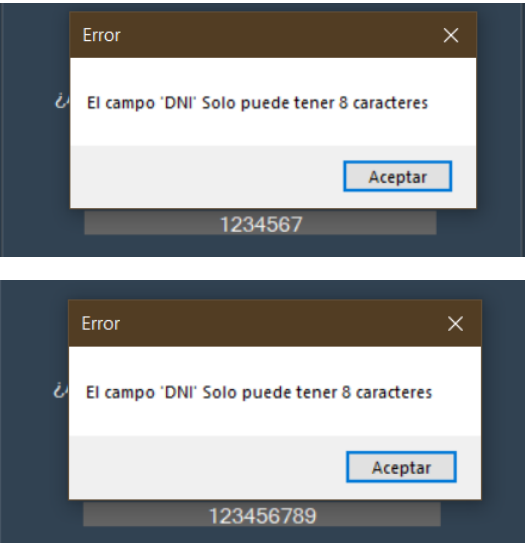 Error
El campo 'DNI' Solo puede tener 8 caracteres
Aceptar
1234567
Error
El campo 'DNI' Solo puede tener 8 caracteres
Aceptar
123456789